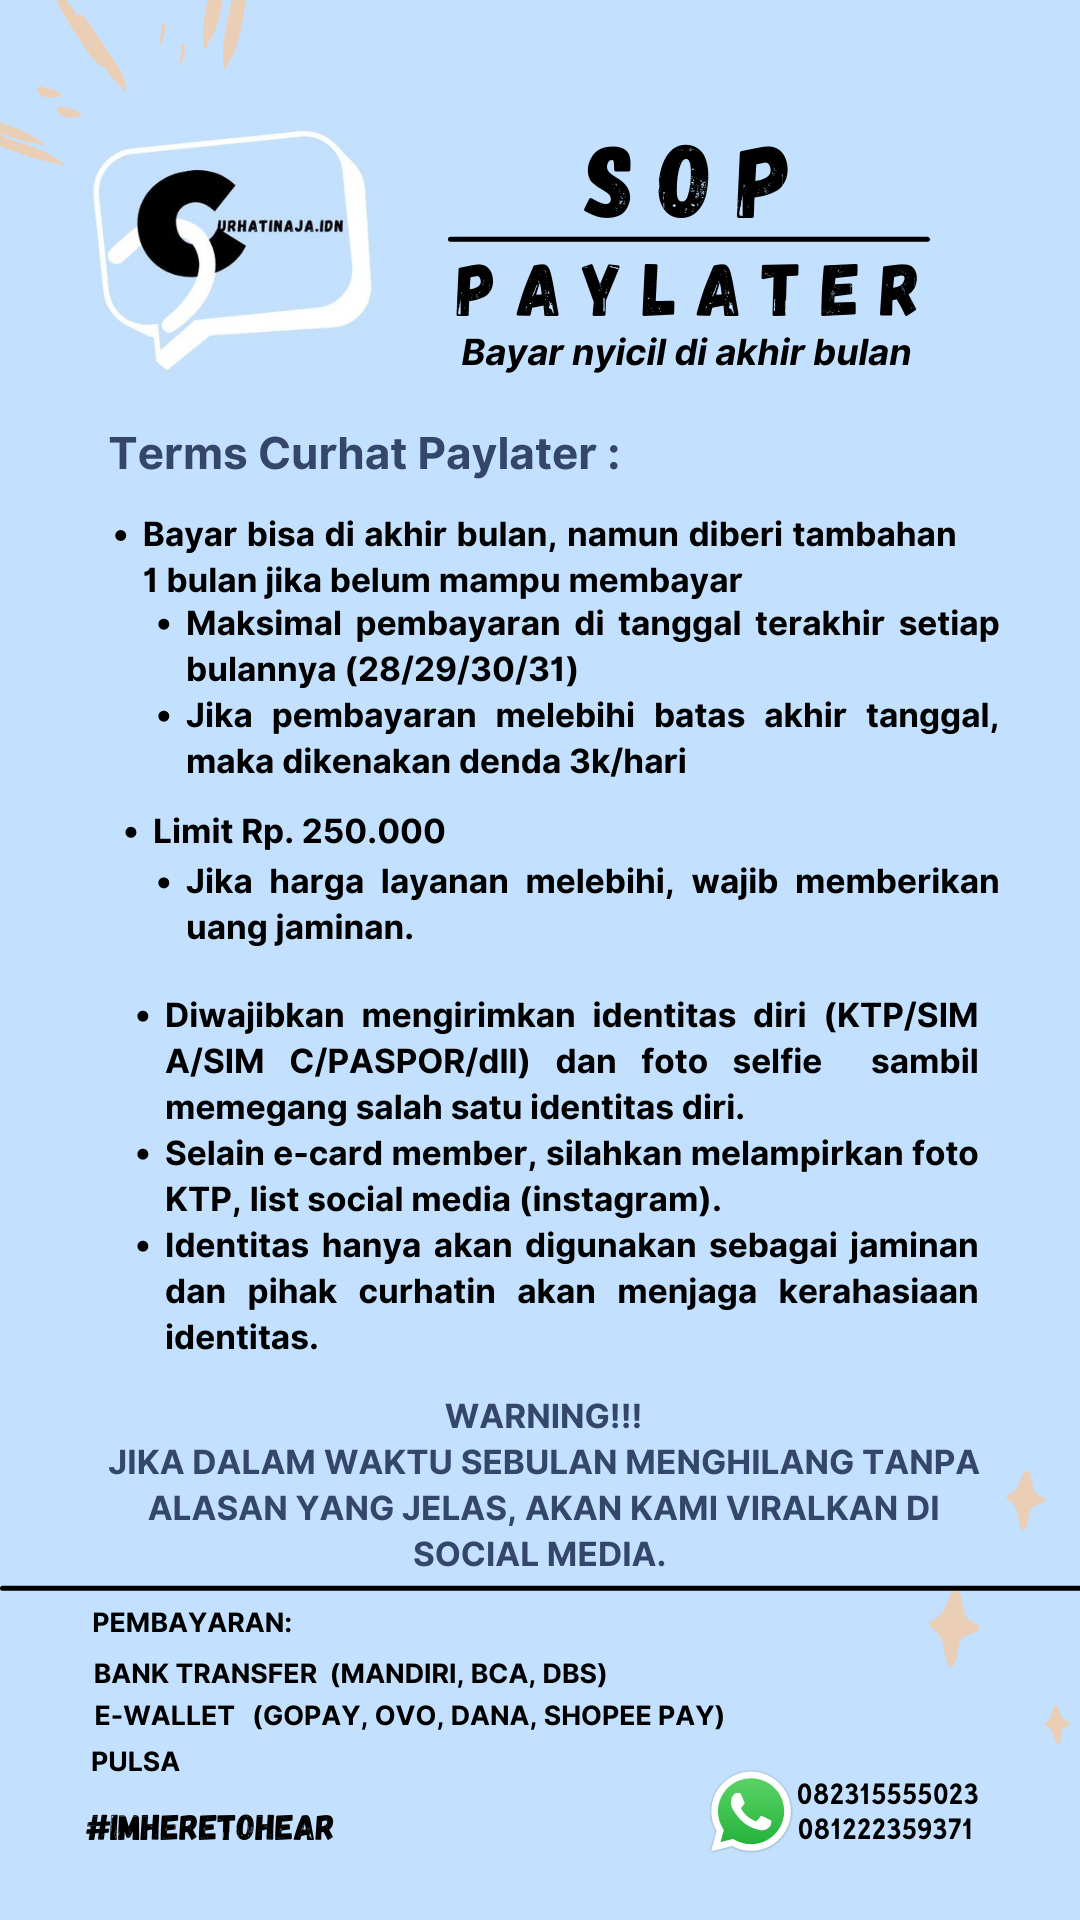 CURHATINAJA.IDN
SOP
PAYLATER
Bayar nyicil di akhir bulan
Terms Curhat Paylater :
• Bayar bisa di akhir bulan, namun diberi tambahan
1 bulan jika belum mampu membayar
• Maksimal pembayaran di tanggal terakhir setiap
bulannya (28/29/30/31)
• Jika pembayaran melebihi batas akhir tanggal,
maka dikenakan denda 3k/hari
• Limit Rp. 250.000
• Jika harga layanan melebihi, wajib memberikan
uang jaminan.
• Diwajibkan mengirimkan identitas diri (KTP/SIM
A/SIM C/PASPOR/dll) dan foto selfie sambil
memegang salah satu identitas diri.
• Selain e-card member, silahkan melampirkan foto
KTP, list social media (instagram).
• Identitas hanya akan digunakan sebagai jaminan
dan pihak curhatin akan menjaga kerahasiaan
identitas.
WARNING!!!
JIKA DALAM WAKTU SEBULAN MENGHILANG TANPA
ALASAN YANG JELAS, AKAN KAMI VIRALKAN DI
SOCIAL MEDIA.
PEMBAYARAN:
BANK TRANSFER (MANDIRI, BCA, DBS)
E-WALLET (GOPAY, OVO, DANA, SHOPEE PAY)
PULSA
#IMHERETOHEAR
082315555023
081222359371